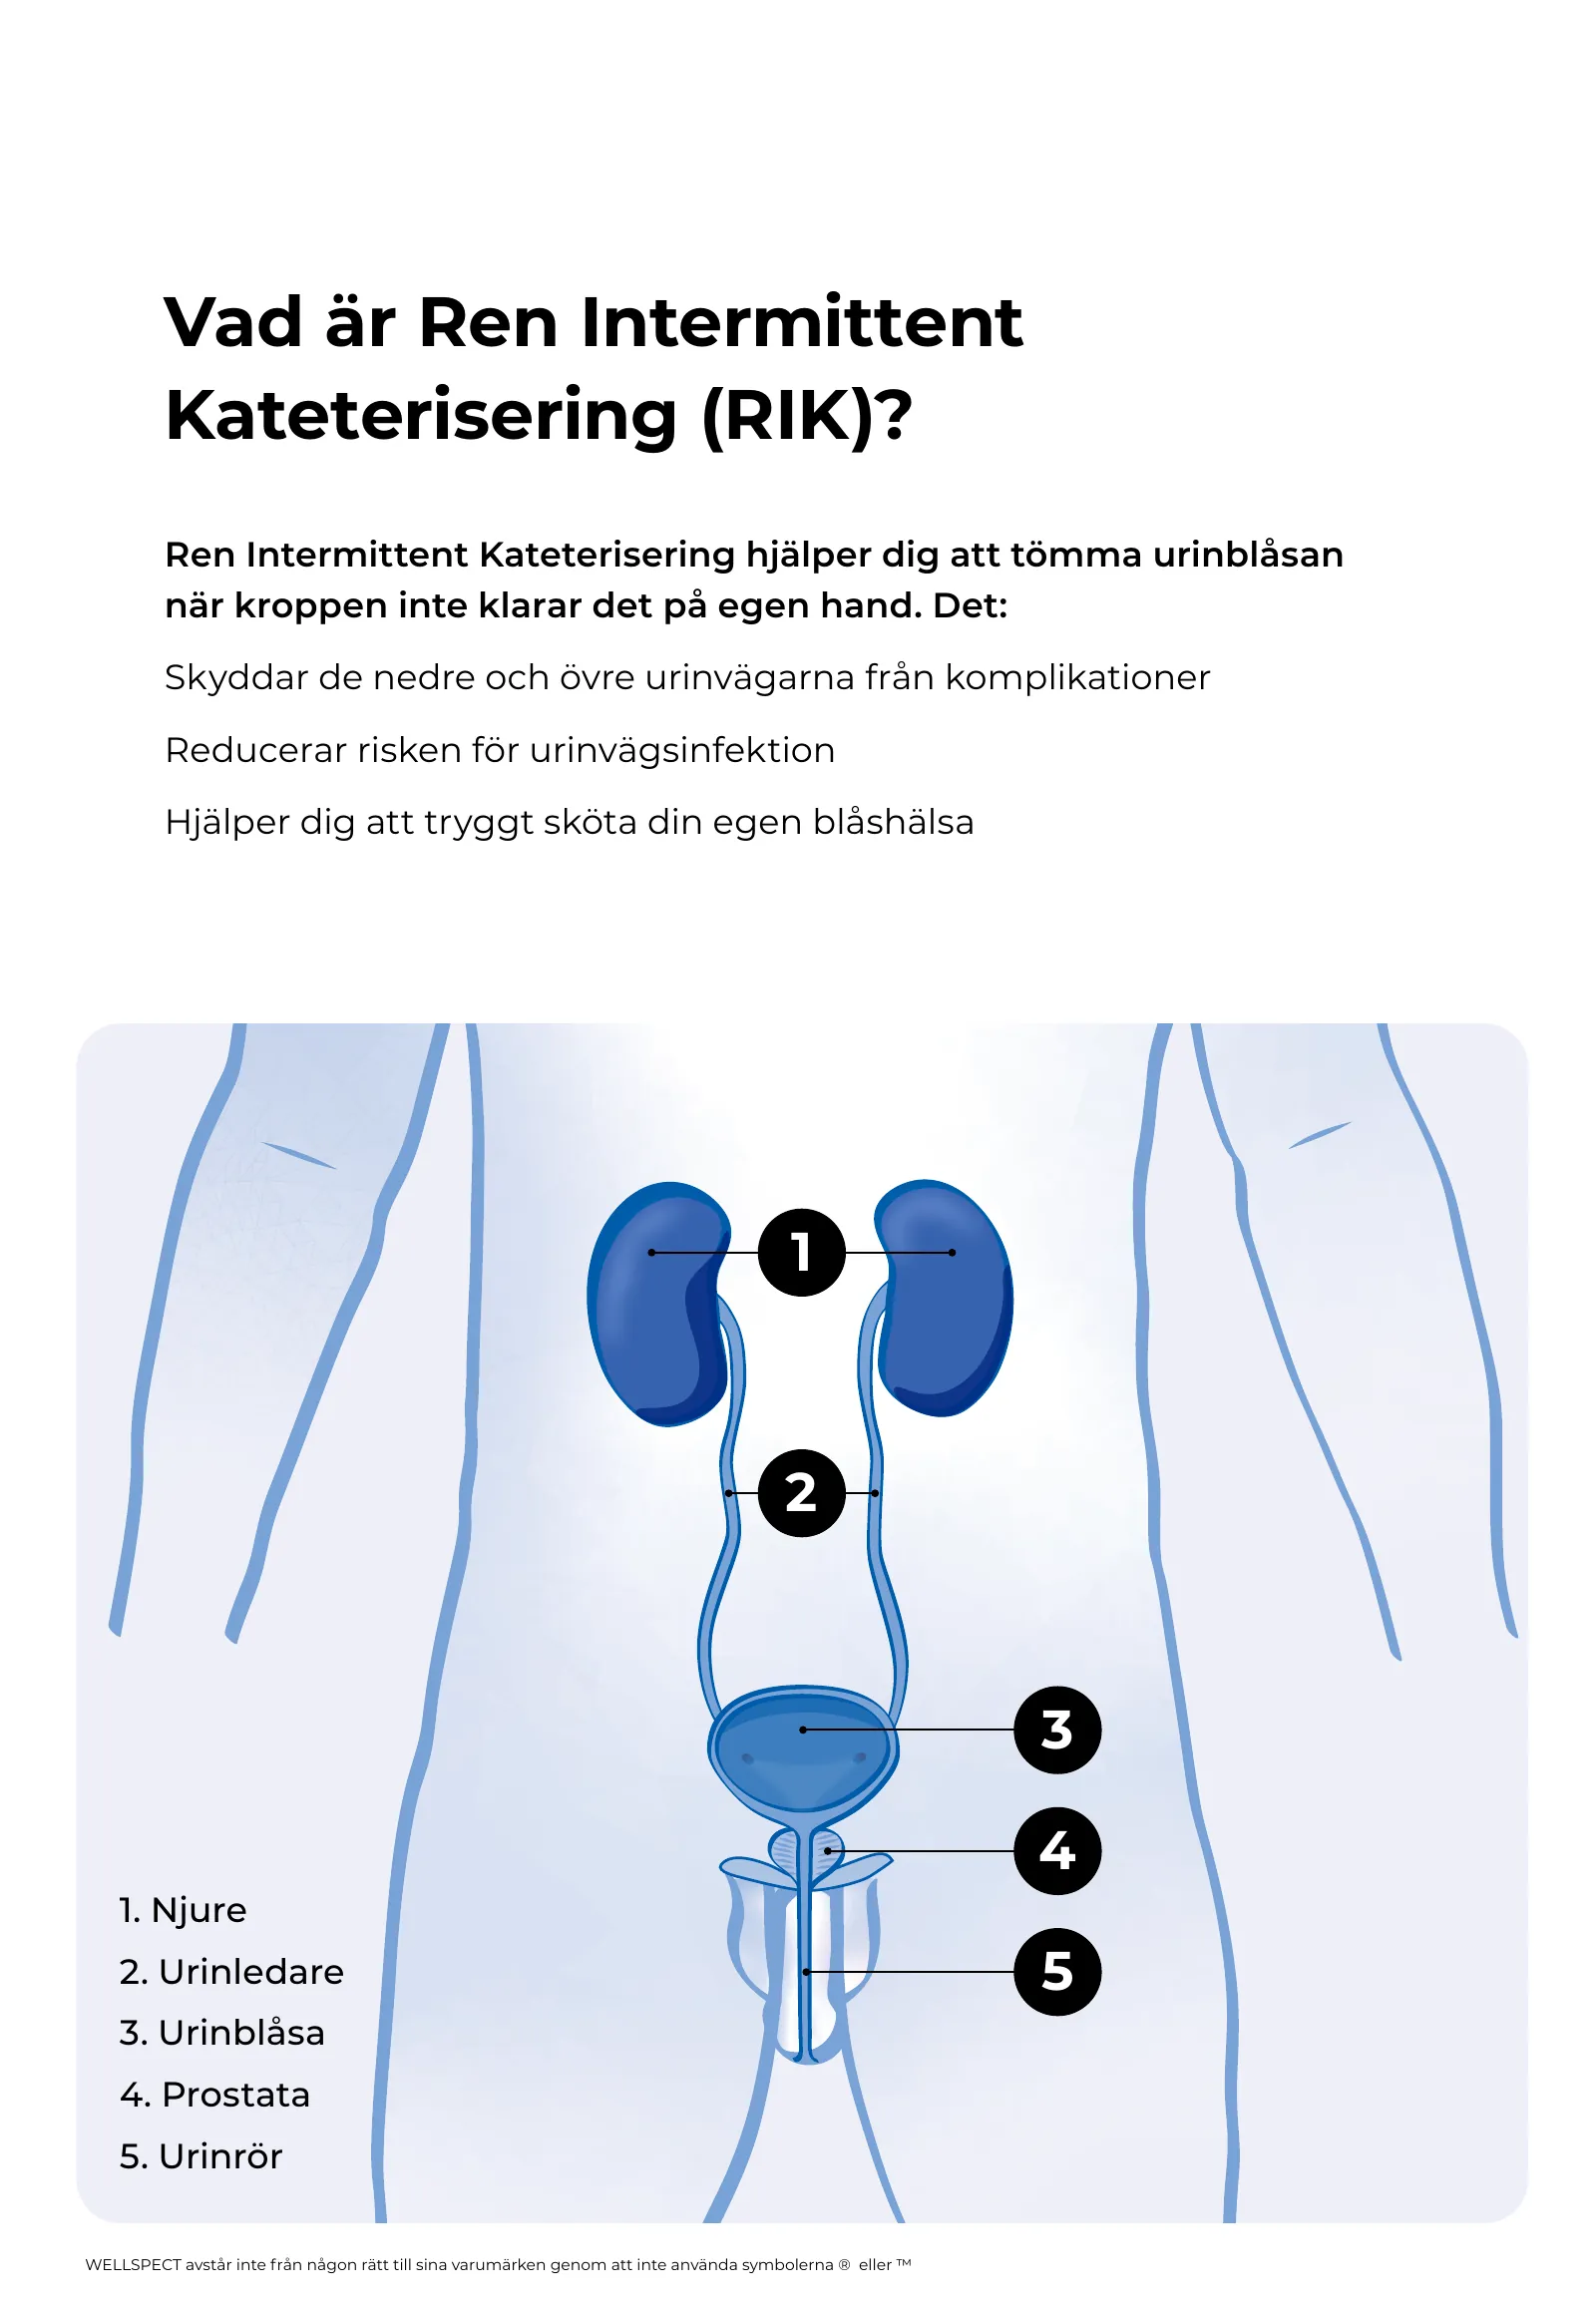 Vad är Ren Intermittent
Kateterisering (RIK)?
Ren Intermittent Kateterisering hjälper dig att tömma urinblåsan
när kroppen inte klarar det på egen hand. Det:
Skyddar de nedre och övre urinvägarna från komplikationer
Reducerar risken för urinvägsinfektion
Hjälper dig att tryggt sköta din egen blåshälsa
1
2
3
4
5
1. Njure
2. Urinledare
3. Urinblåsa
4. Prostata
5. Urinrör
WELLSPECT avstår inte från någon rätt till sina varumärken genom att inte använda symbolerna ® eller ™